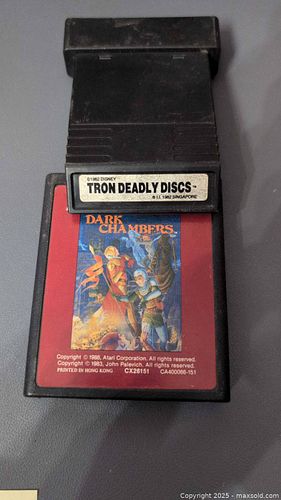 ©1982 DISNEY
TRON DEADLY DISCS™
® I.I. 1982 SINGAPORE
DARK
CHAMBERS
Copyright © 1988, Atari Corporation. All rights reserved.
Copyright © 1983, John Palevich. All rights reserved.
PRINTED IN HONG KONG CX26151 CA400066-151
Copyright © 2025 - maxsold.com